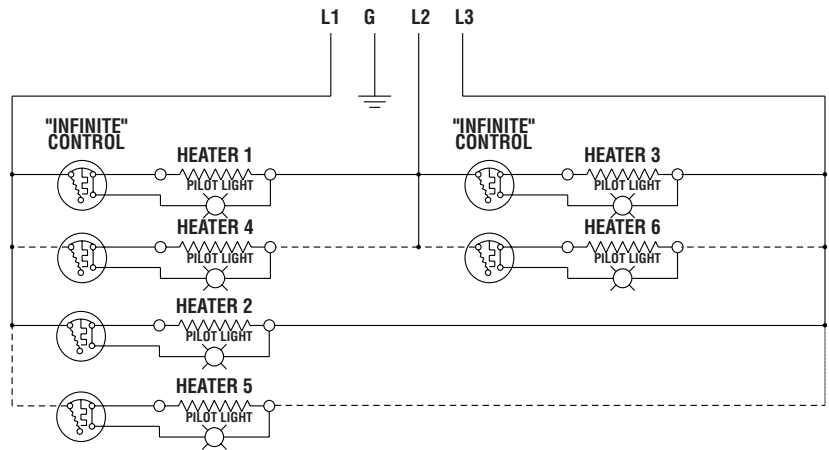 L1 G L2 L3
"INFINITE"
CONTROL
HEATER 1
PILOT LIGHT
"INFINITE"
CONTROL
HEATER 3
PILOT LIGHT
HEATER 4
PILOT LIGHT
HEATER 6
PILOT LIGHT
HEATER 2
PILOT LIGHT
HEATER 5
PILOT LIGHT